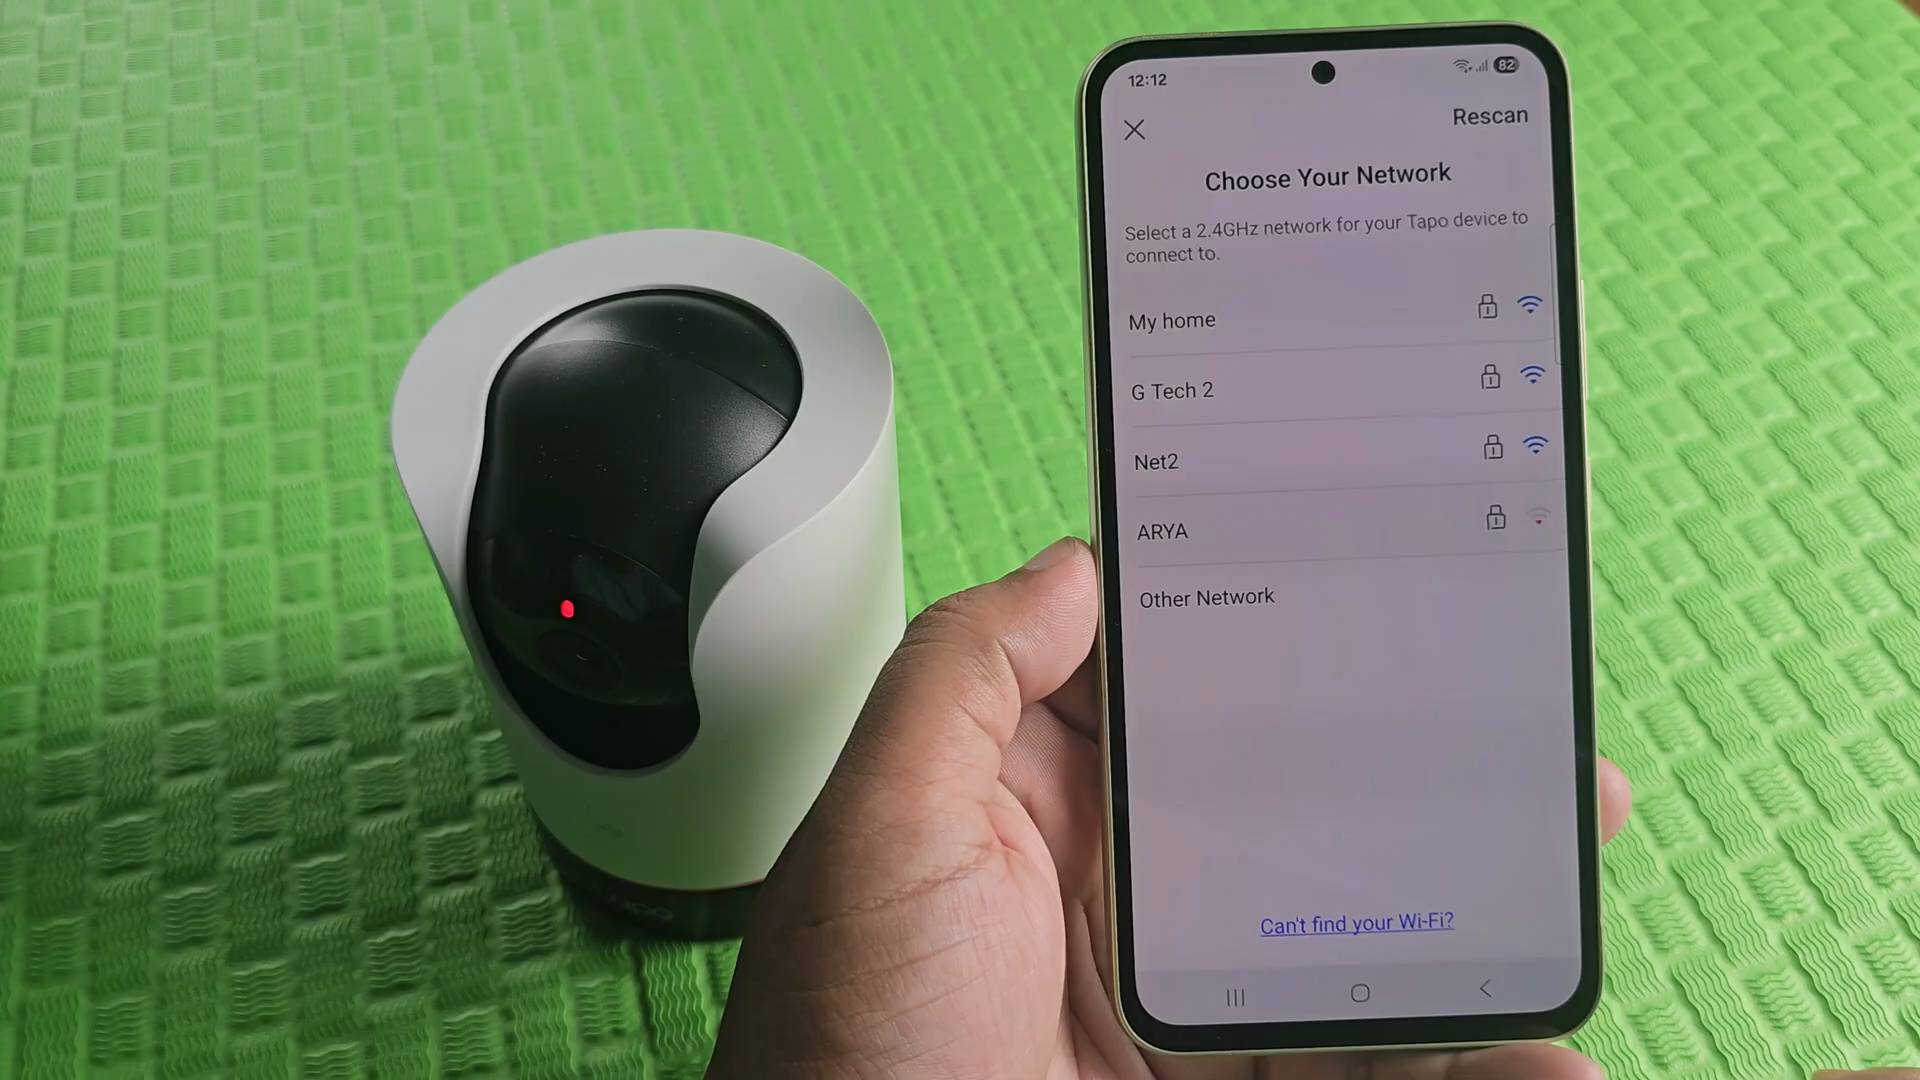 12:12
82
Rescan
Choose Your Network
Select a 2.4GHz network for your Tapo device to
connect to.
My home
G Tech 2
Net2
ARYA
Other Network
Can't find your Wi-Fi?
tapo